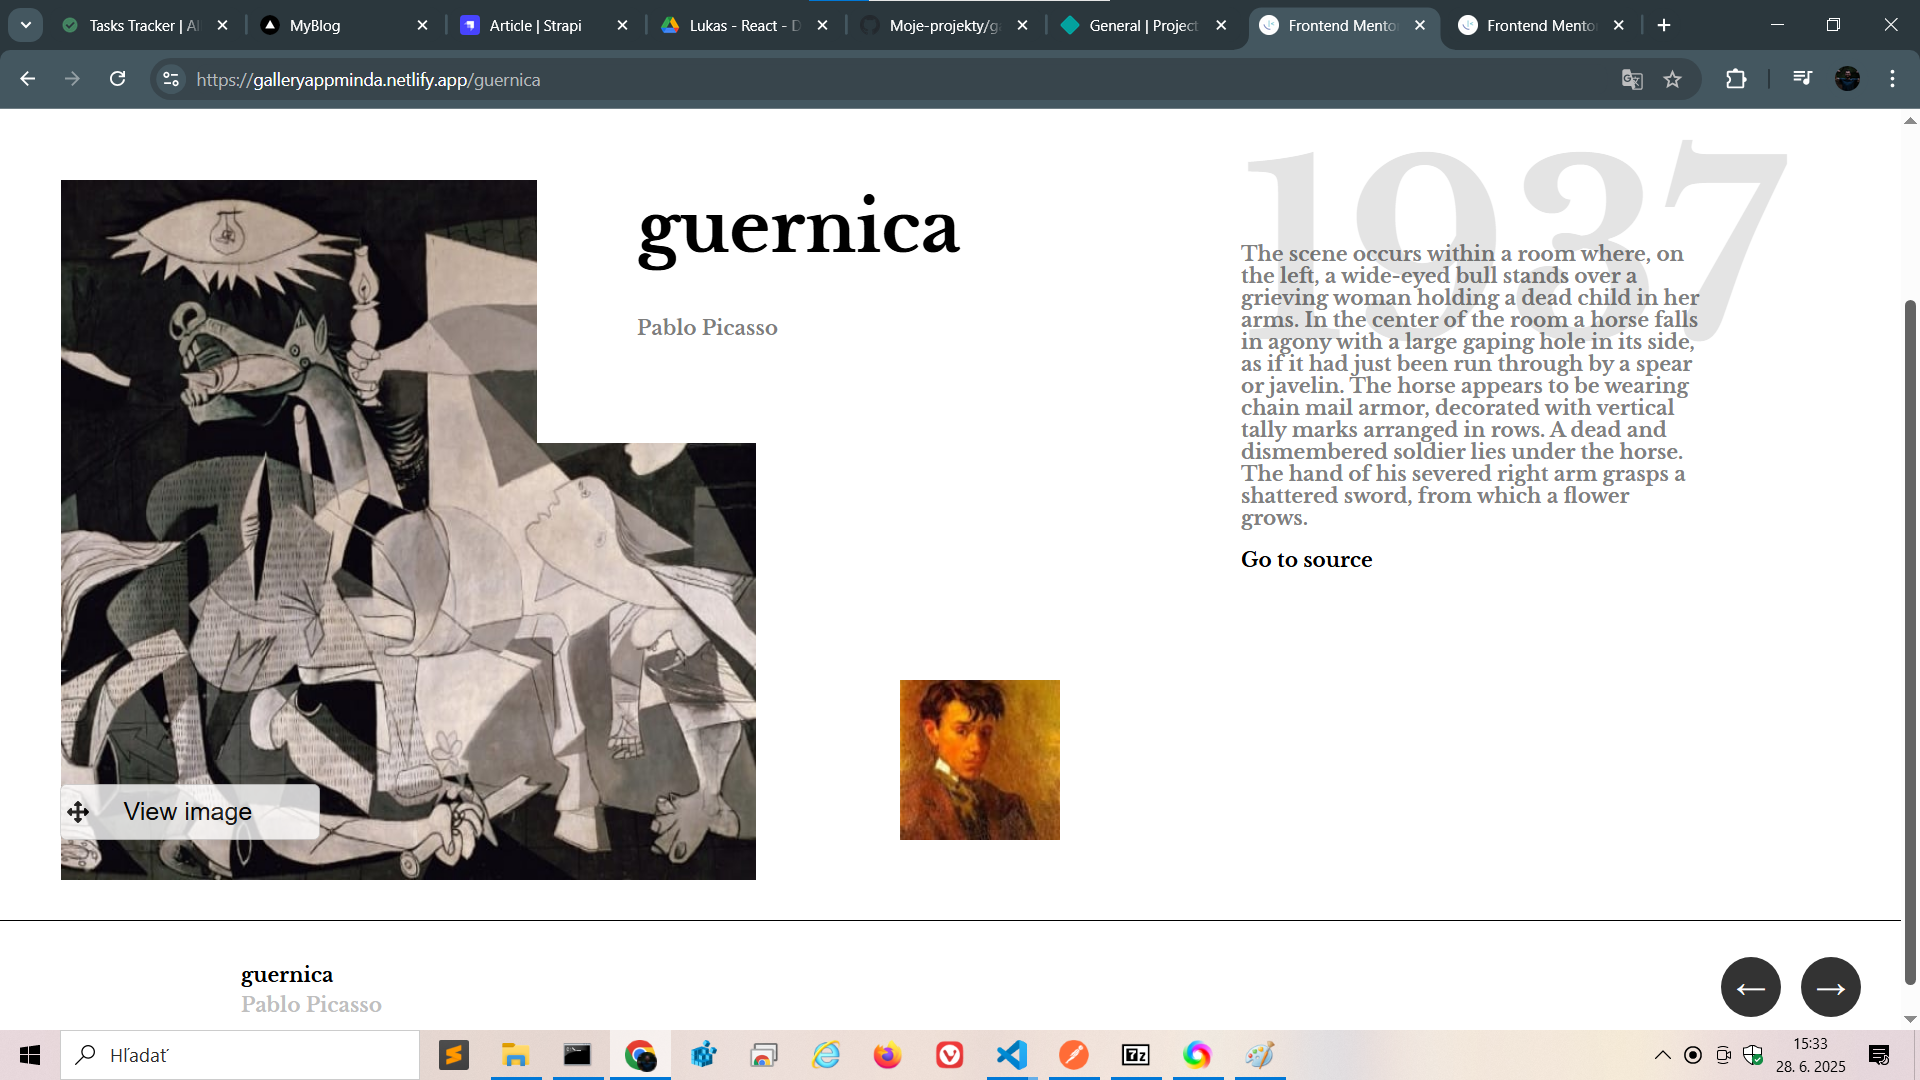 Tasks Tracker | Al
MyBlog
Article | Strapi
Lukas - React - D
Moje-projekty/ga
General | Project
Frontend Mento
Frontend Mento
https://galleryappminda.netlify.app/guernica
1937
guernica
Pablo Picasso
The scene occurs within a room where, on
the left, a wide-eyed bull stands over a
grieving woman holding a dead child in her
arms. In the center of the room a horse falls
in agony with a large gaping hole in its side,
as if it had just been run through by a spear
or javelin. The horse appears to be wearing
chain mail armor, decorated with vertical
tally marks arranged in rows. A dead and
dismembered soldier lies under the horse.
The hand of his severed right arm grasps a
shattered sword, from which a flower
grows.
Go to source
View image
guernica
Pablo Picasso
Hľadať
15:33
28. 6. 2025